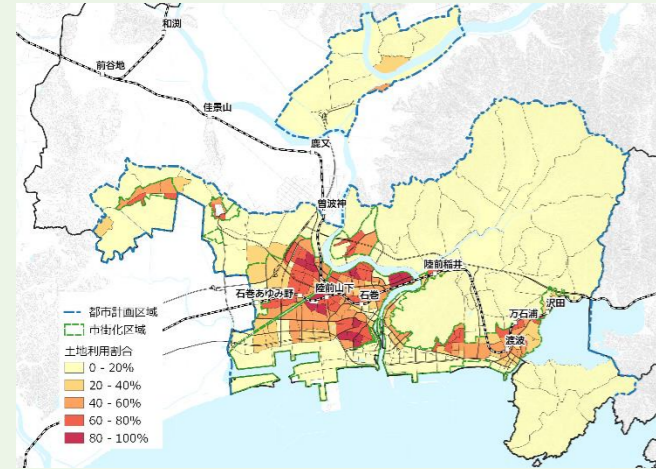 和渕
前谷地
佳景山
鹿又
曽波神
陸前稲井
石巻あゆみ野
陸前山下
石巻
沢田
万石浦
渡波
都市計画区域
市街化区域
土地利用割合
0 - 20%
20 - 40%
40 - 60%
60 - 80%
80 - 100%